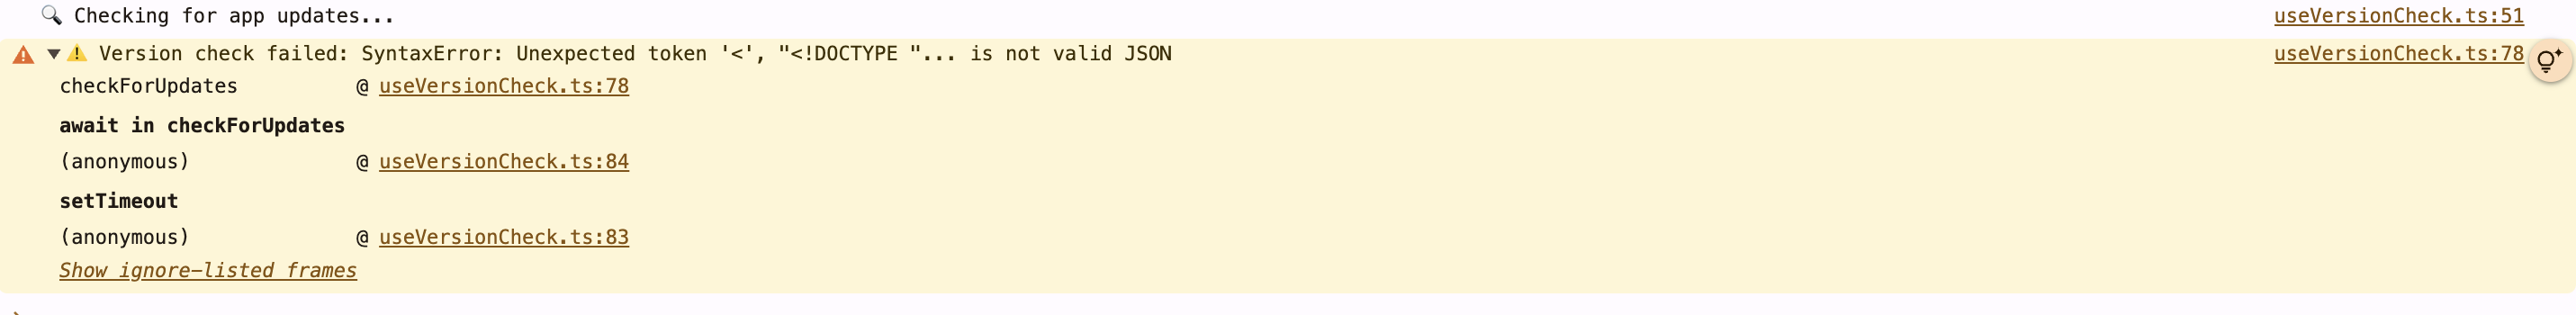 🔍 Checking for app updates... useVersionCheck.ts:51
▼⚠️ Version check failed: SyntaxError: Unexpected token '<', "<!DOCTYPE "... is not valid JSON useVersionCheck.ts:78
checkForUpdates @ useVersionCheck.ts:78
await in checkForUpdates
(anonymous) @ useVersionCheck.ts:84
setTimeout
(anonymous) @ useVersionCheck.ts:83
Show ignore-listed frames